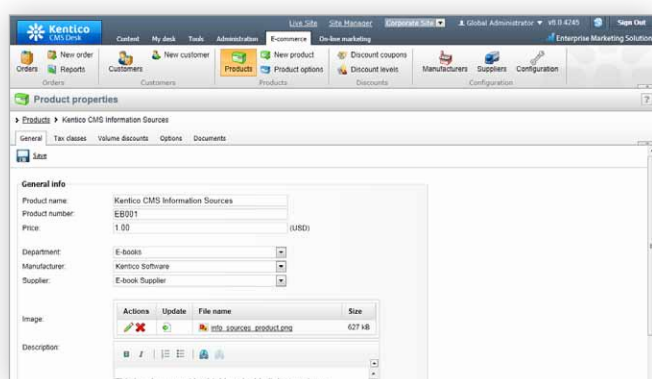 Kentico
CMS Desk
Live Site Site Manager Corporate Site Global Administrator v6.0.4245 Sign Out
Content My desk Tools Administration E-commerce On-line marketing Enterprise Marketing Solution
Orders New order Customers New customer Products New product Discount coupons Manufacturers Suppliers Configuration
Reports Product options Discount levels
Orders Customers Products Discounts Configuration
Product properties ?
Products Kentico CMS Information Sources
General Tax classes Volume discounts Options Documents
Save
General info
Product name: Kentico CMS Information Sources
Product number: EB001
Price: 1.00 (USD)
Department: E-books
Manufacturer: Kentico Software
Supplier: E-book Supplier
Actions Update File name Size
Image: info_sources_product.png 627 kB
Description:
B I